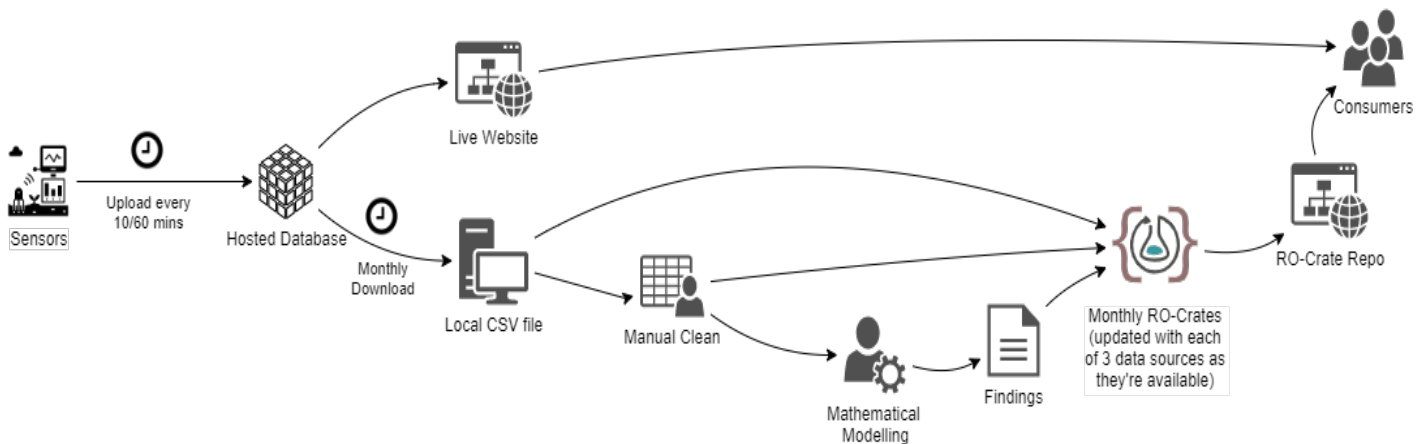 Sensors
Upload every
10/60 mins
Hosted Database
Live Website
Monthly
Download
Local CSV file
Manual Clean
Mathematical
Modelling
Findings
Monthly RO-Crates
(updated with each
of 3 data sources as
they're available)
RO-Crate Repo
Consumers